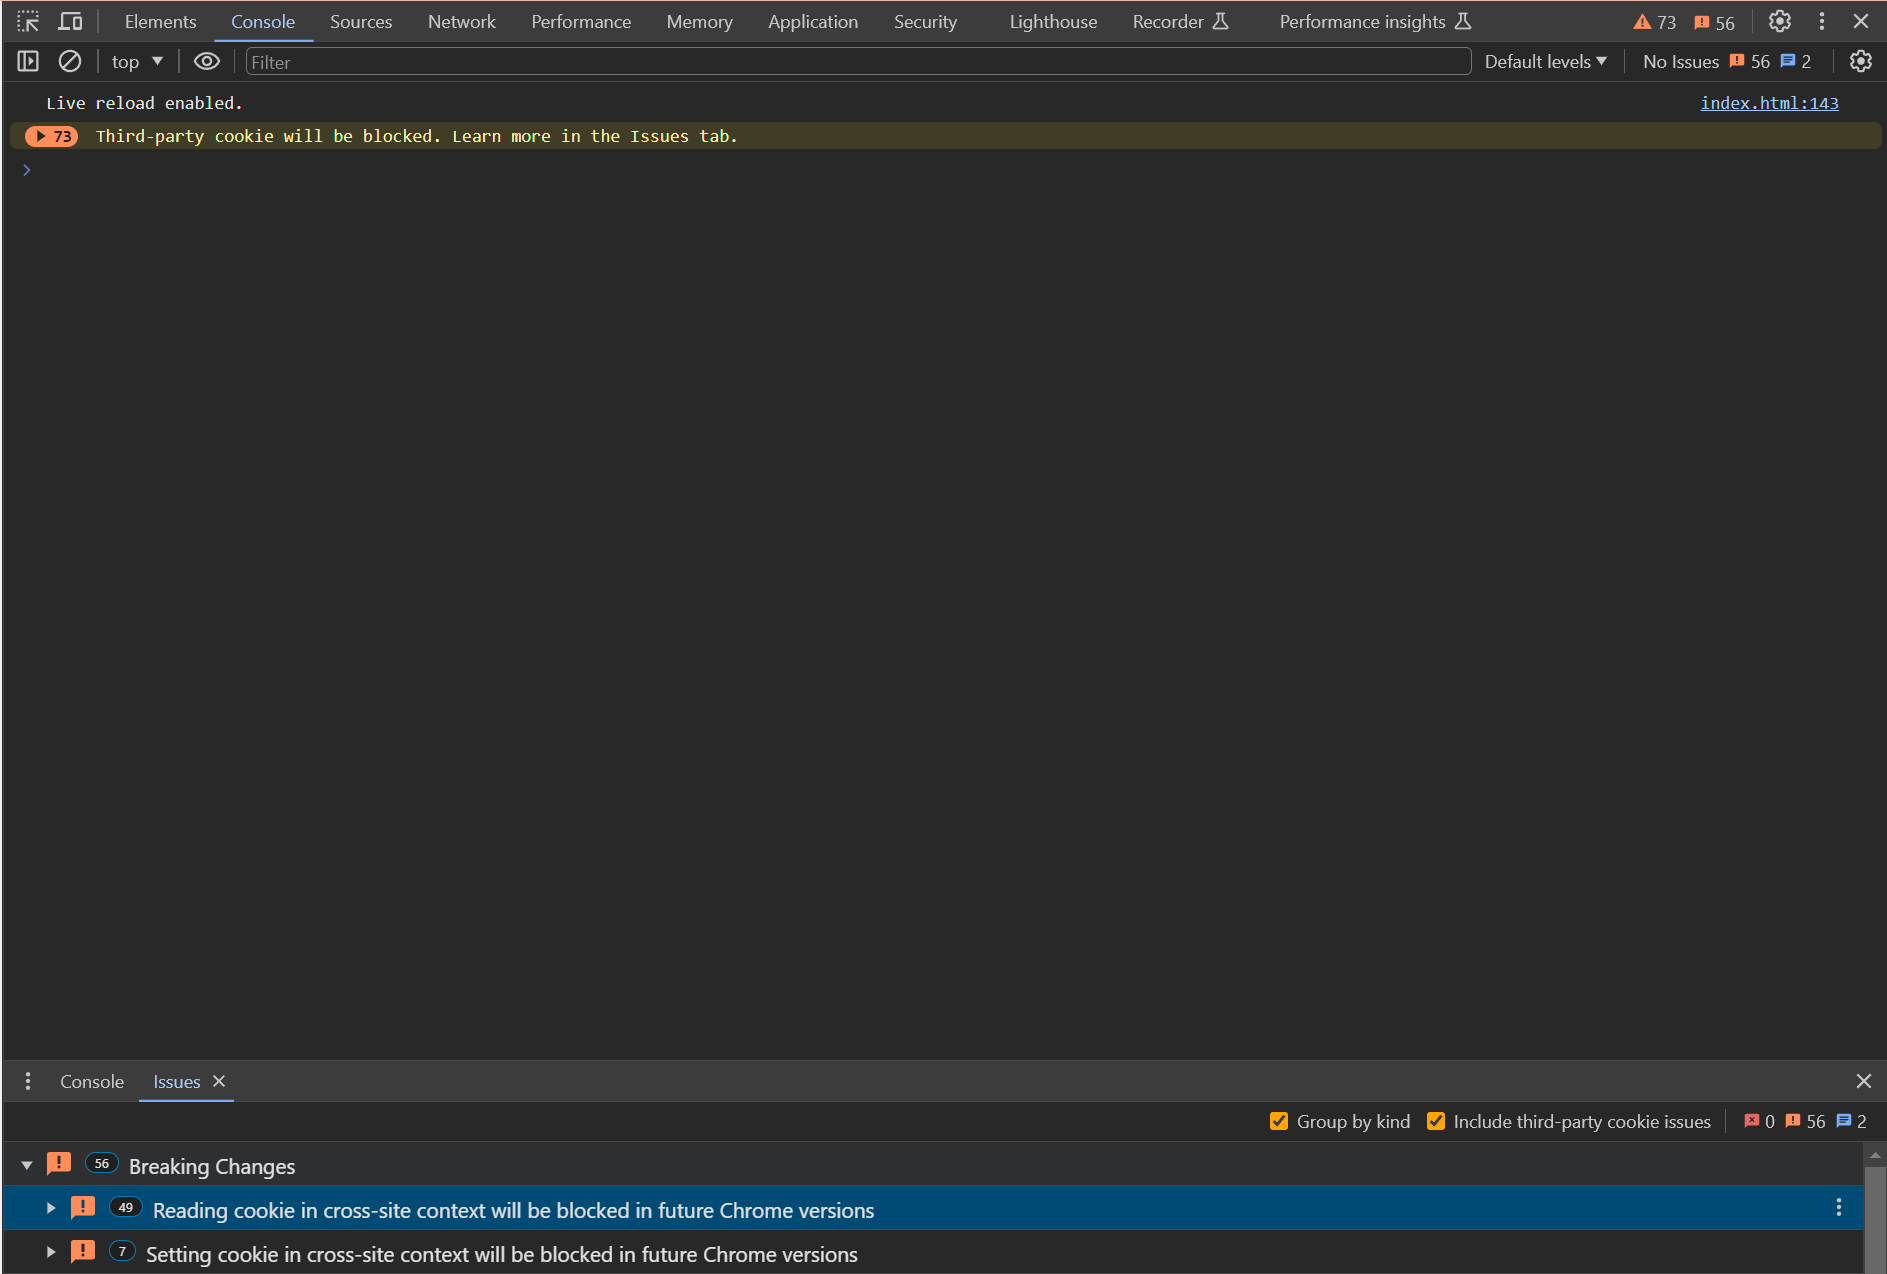 Elements Console Sources Network Performance Memory Application Security Lighthouse Recorder Performance insights 73 56
top Filter Default levels No Issues 56 2
Live reload enabled. index.html:143
73 Third-party cookie will be blocked. Learn more in the Issues tab.
Console Issues
Group by kind Include third-party cookie issues 0 56 2
56 Breaking Changes
49 Reading cookie in cross-site context will be blocked in future Chrome versions
7 Setting cookie in cross-site context will be blocked in future Chrome versions